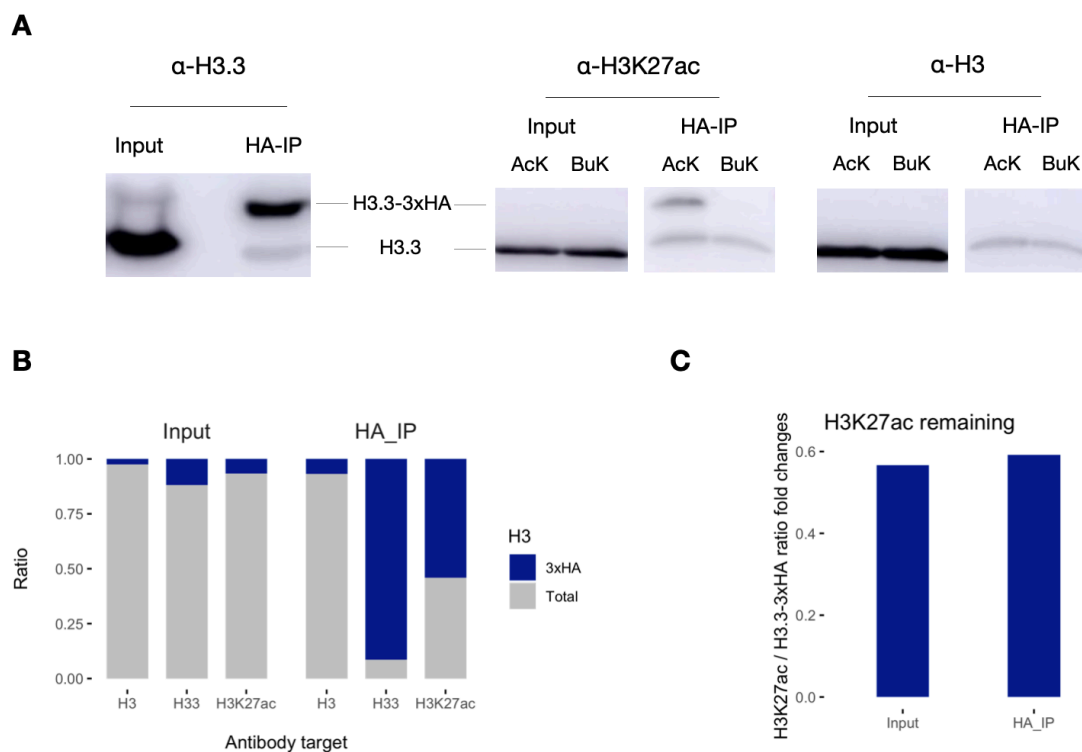 A
α-H3.3
α-H3K27ac
α-H3
Input
HA-IP
Input
HA-IP
Input
HA-IP
AcK
BuK
AcK
BuK
AcK
BuK
AcK
BuK
H3.3-3xHA
H3.3
B
Input
HA_IP
1.00
0.75
0.50
0.25
0.00
Ratio
H3
H33
H3K27ac
H3
H33
H3K27ac
Antibody target
H3
3xHA
Total
C
H3K27ac remaining
H3K27ac / H3.3-3xHA ratio fold changes
0.6
0.4
0.2
0.0
Input
HA_IP